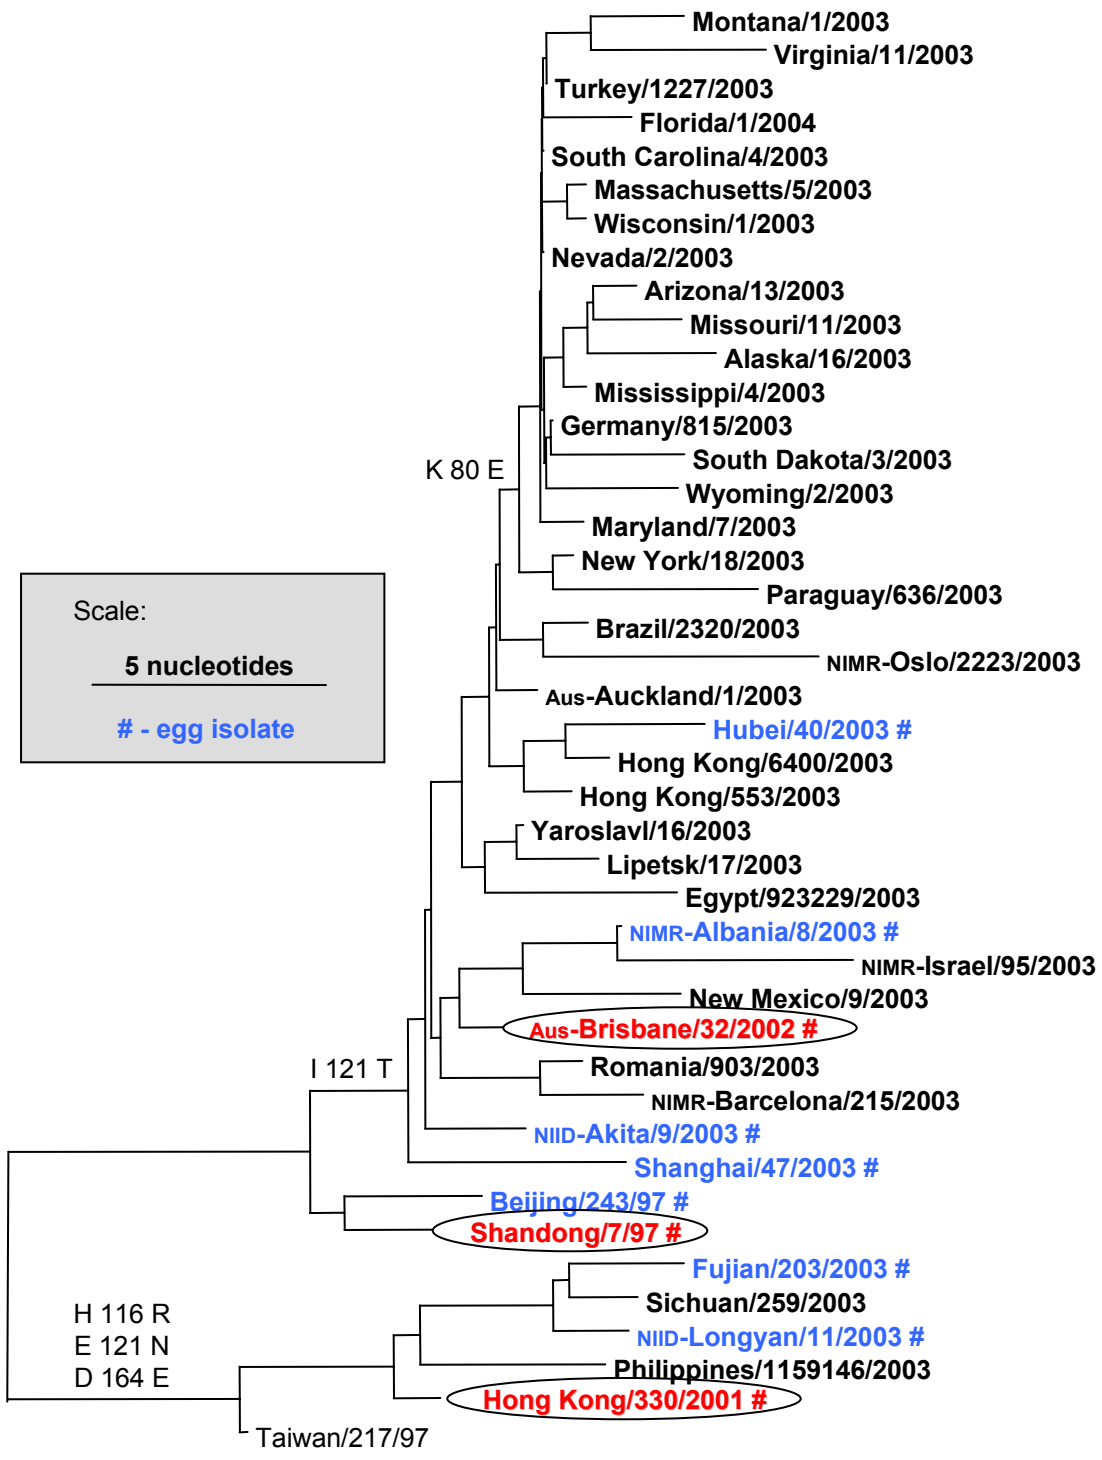 Montana/1/2003
Virginia/11/2003
Turkey/1227/2003
Florida/1/2004
South Carolina/4/2003
Massachusetts/5/2003
Wisconsin/1/2003
Nevada/2/2003
Arizona/13/2003
Missouri/11/2003
Alaska/16/2003
Mississippi/4/2003
Germany/815/2003
South Dakota/3/2003
K 80 E
Wyoming/2/2003
Maryland/7/2003
New York/18/2003
Paraguay/636/2003
Scale:
5 nucleotides
# - egg isolate
Brazil/2320/2003
NIMR-Oslo/2223/2003
Aus-Auckland/1/2003
Hubei/40/2003 #
Hong Kong/6400/2003
Hong Kong/553/2003
Yaroslavl/16/2003
Lipetsk/17/2003
Egypt/923229/2003
NIMR-Albania/8/2003 #
NIMR-Israel/95/2003
New Mexico/9/2003
Aus-Brisbane/32/2002 #
I 121 T
Romania/903/2003
NIMR-Barcelona/215/2003
NIID-Akita/9/2003 #
Shanghai/47/2003 #
Beijing/243/97 #
Shandong/7/97 #
Fujian/203/2003 #
Sichuan/259/2003
H 116 R
E 121 N
D 164 E
NIID-Longyan/11/2003 #
Philippines/1159146/2003
Hong Kong/330/2001 #
Taiwan/217/97